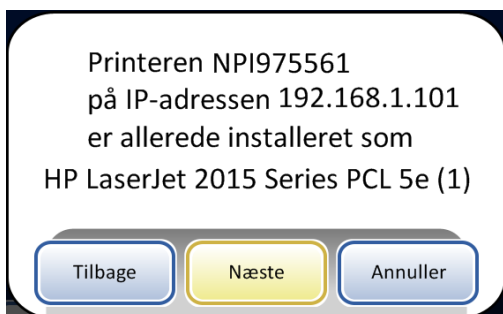 Printeren NPI975561
på IP-adressen 192.168.1.101
er allerede installeret som
HP LaserJet 2015 Series PCL 5e (1)
Tilbage
Næste
Annuller